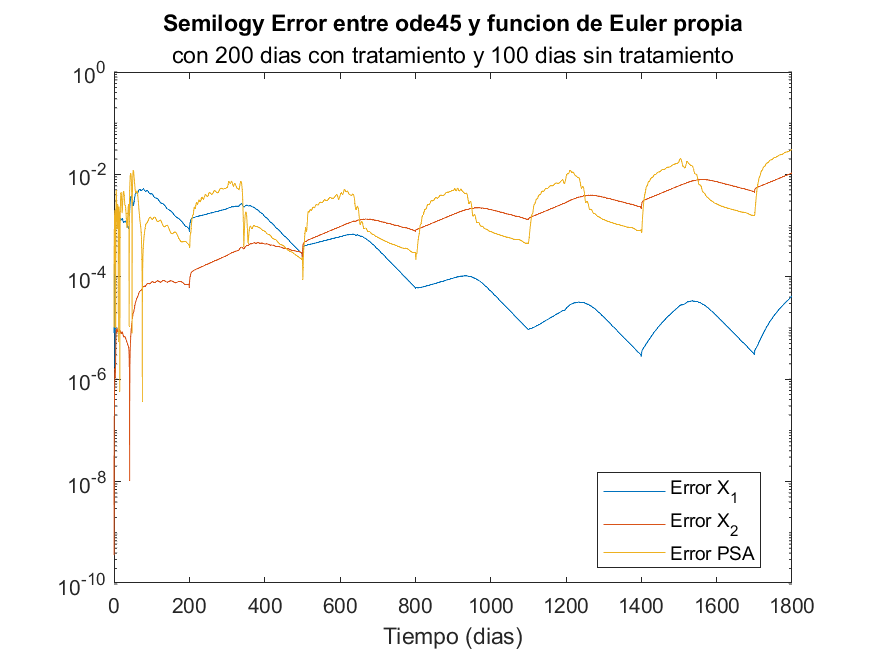 Semilogy Error entre ode45 y funcion de Euler propia
con 200 dias con tratamiento y 100 dias sin tratamiento
10^0
10^-2
10^-4
10^-6
10^-8
10^-10
Error X_1
Error X_2
Error PSA
0 200 400 600 800 1000 1200 1400 1600 1800
Tiempo (dias)